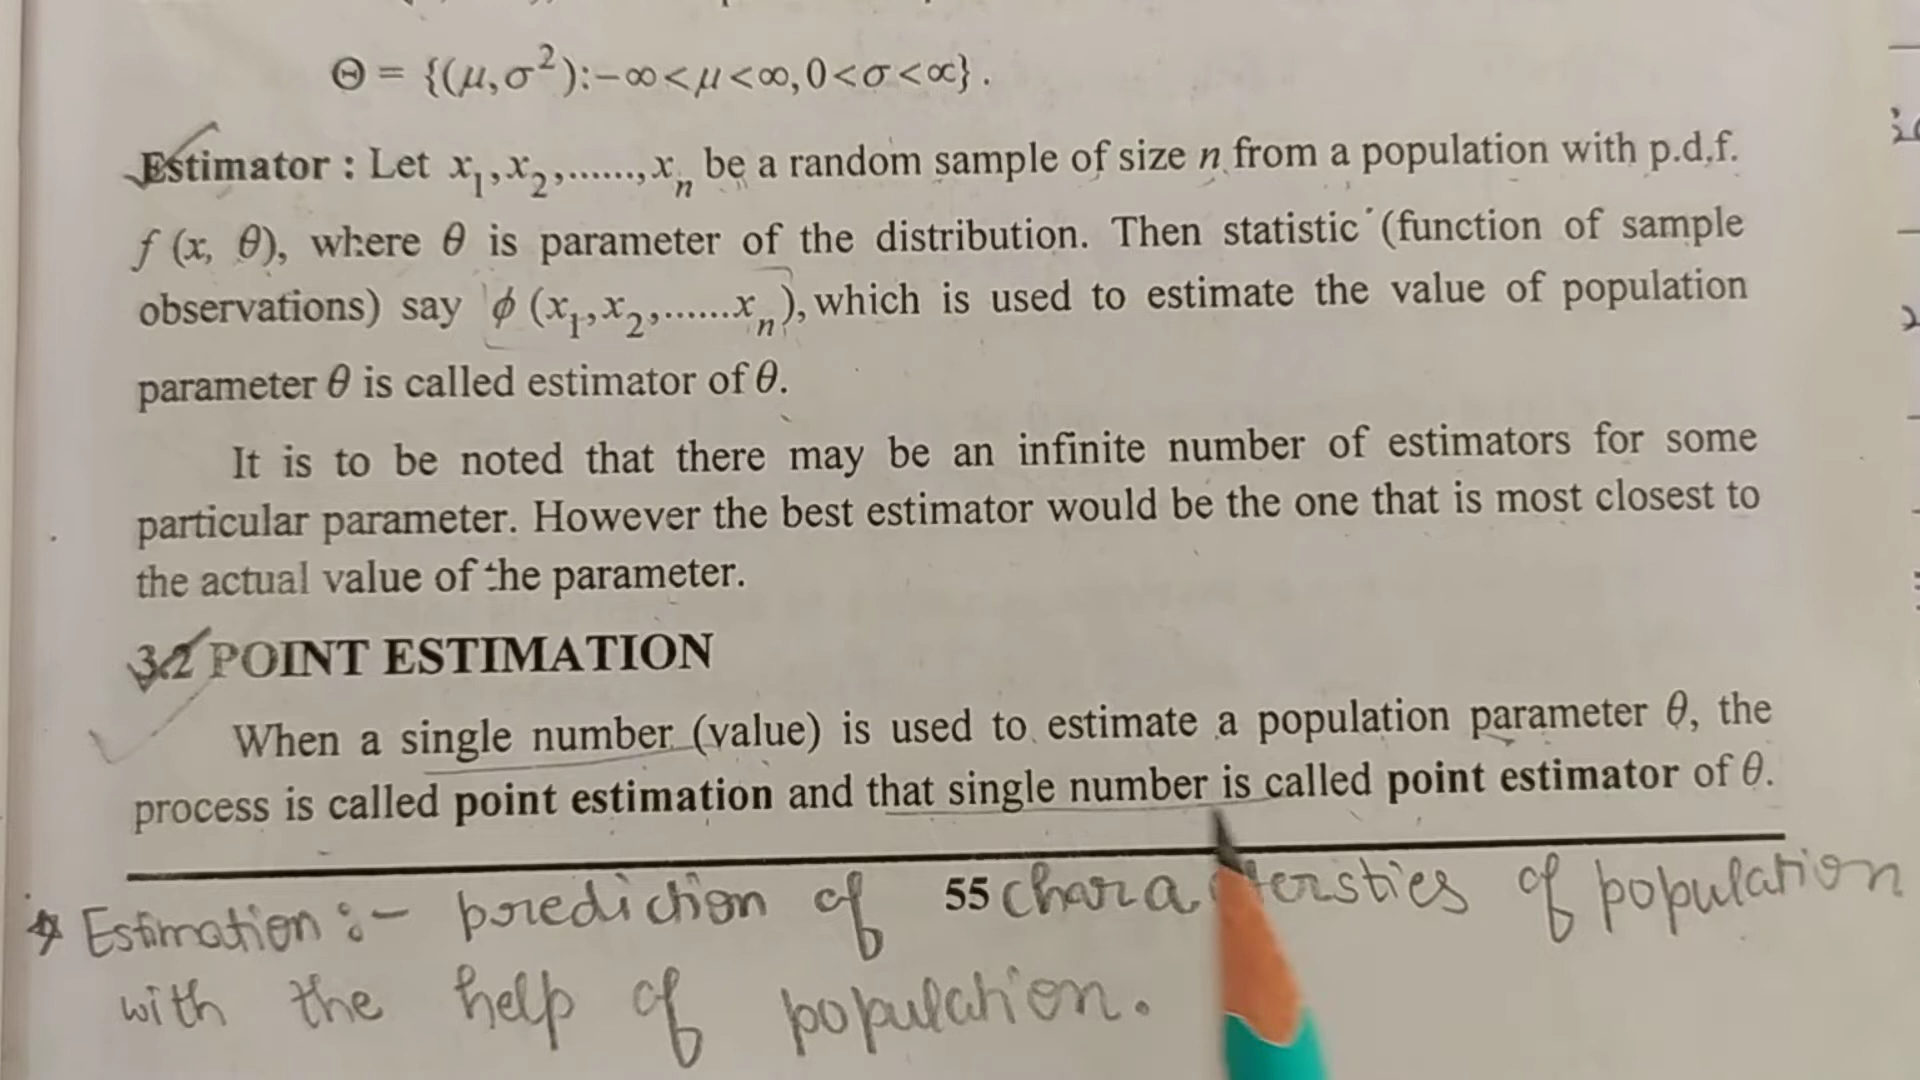 Θ = {(μ,σ²):-∞<μ<∞,0<σ<∝}.
Estimator : Let x₁,x₂,......,xₙ be a random sample of size n from a population with p.d.f.
f (x, θ), where θ is parameter of the distribution. Then statistic (function of sample
observations) say ϕ (x₁,x₂,......xₙ), which is used to estimate the value of population
parameter θ is called estimator of θ.
It is to be noted that there may be an infinite number of estimators for some
particular parameter. However the best estimator would be the one that is most closest to
the actual value of the parameter.
3.2 POINT ESTIMATION
When a single number (value) is used to estimate a population parameter θ, the
process is called point estimation and that single number is called point estimator of θ.
55
* Estimation :- prediction of charactersties of population
with the help of population.